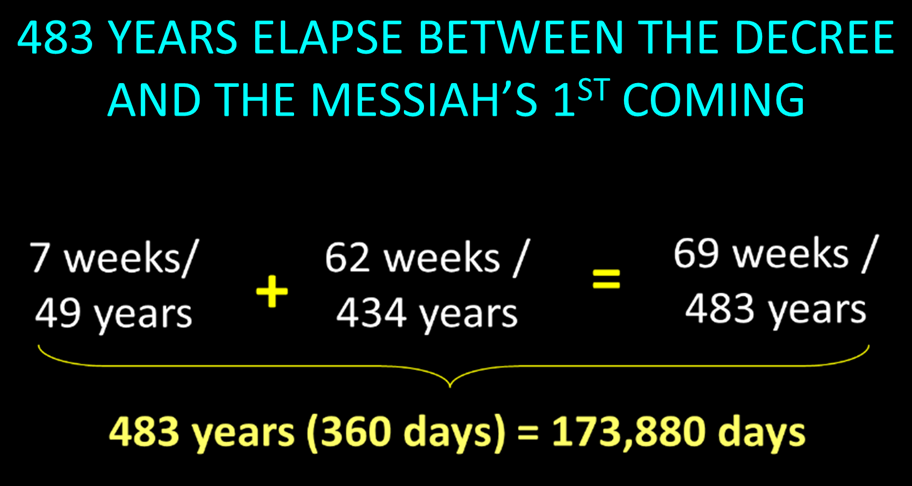 483 YEARS ELAPSE BETWEEN THE DECREE
AND THE MESSIAH’S 1ST COMING
7 weeks/
49 years
+
62 weeks /
434 years
=
69 weeks /
483 years
483 years (360 days) = 173,880 days